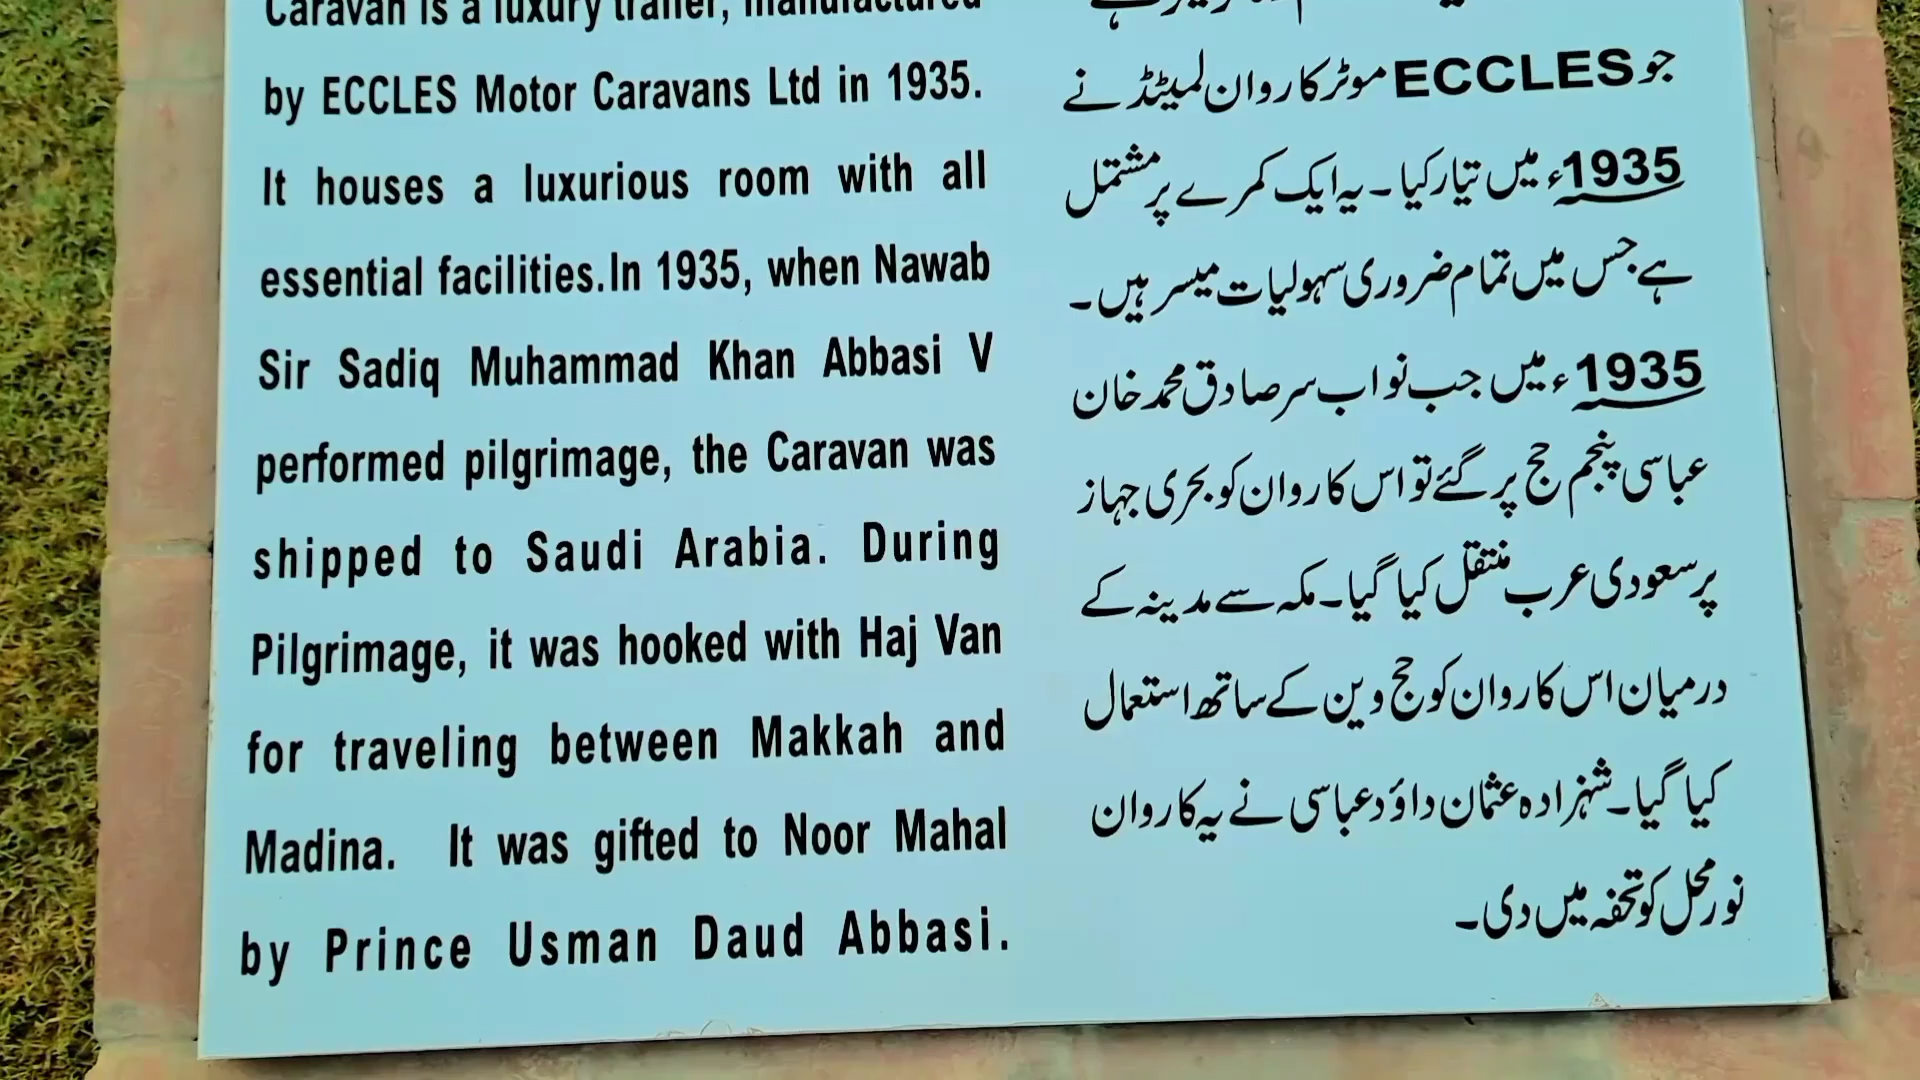 Caravan is a luxury trailer, manufactured
by ECCLES Motor Caravans Ltd in 1935.
It houses a luxurious room with all
essential facilities.In 1935, when Nawab
Sir Sadiq Muhammad Khan Abbasi V
performed pilgrimage, the Caravan was
shipped to Saudi Arabia. During
Pilgrimage, it was hooked with Haj Van
for traveling between Makkah and
Madina. It was gifted to Noor Mahal
by Prince Usman Daud Abbasi.
جو ECCLES موٹر کاروان لمیٹڈ نے
1935ء میں تیار کیا ۔ یہ ایک کمرے پر مشتمل
ہے جس میں تمام ضروری سہولیات میسر ہیں ۔
1935ء میں جب نواب سر صادق محمد خان
عباسی پنجم حج پر گئے تو اس کاروان کو بحری جہاز
پر سعودی عرب منتقل کیا گیا۔ مکہ سے مدینہ کے
درمیان اس کاروان کو حج وین کے ساتھ استعمال
کیا گیا۔ شہزادہ عثمان داؤد عباسی نے یہ کاروان
نور محل کو تحفہ میں دی ۔